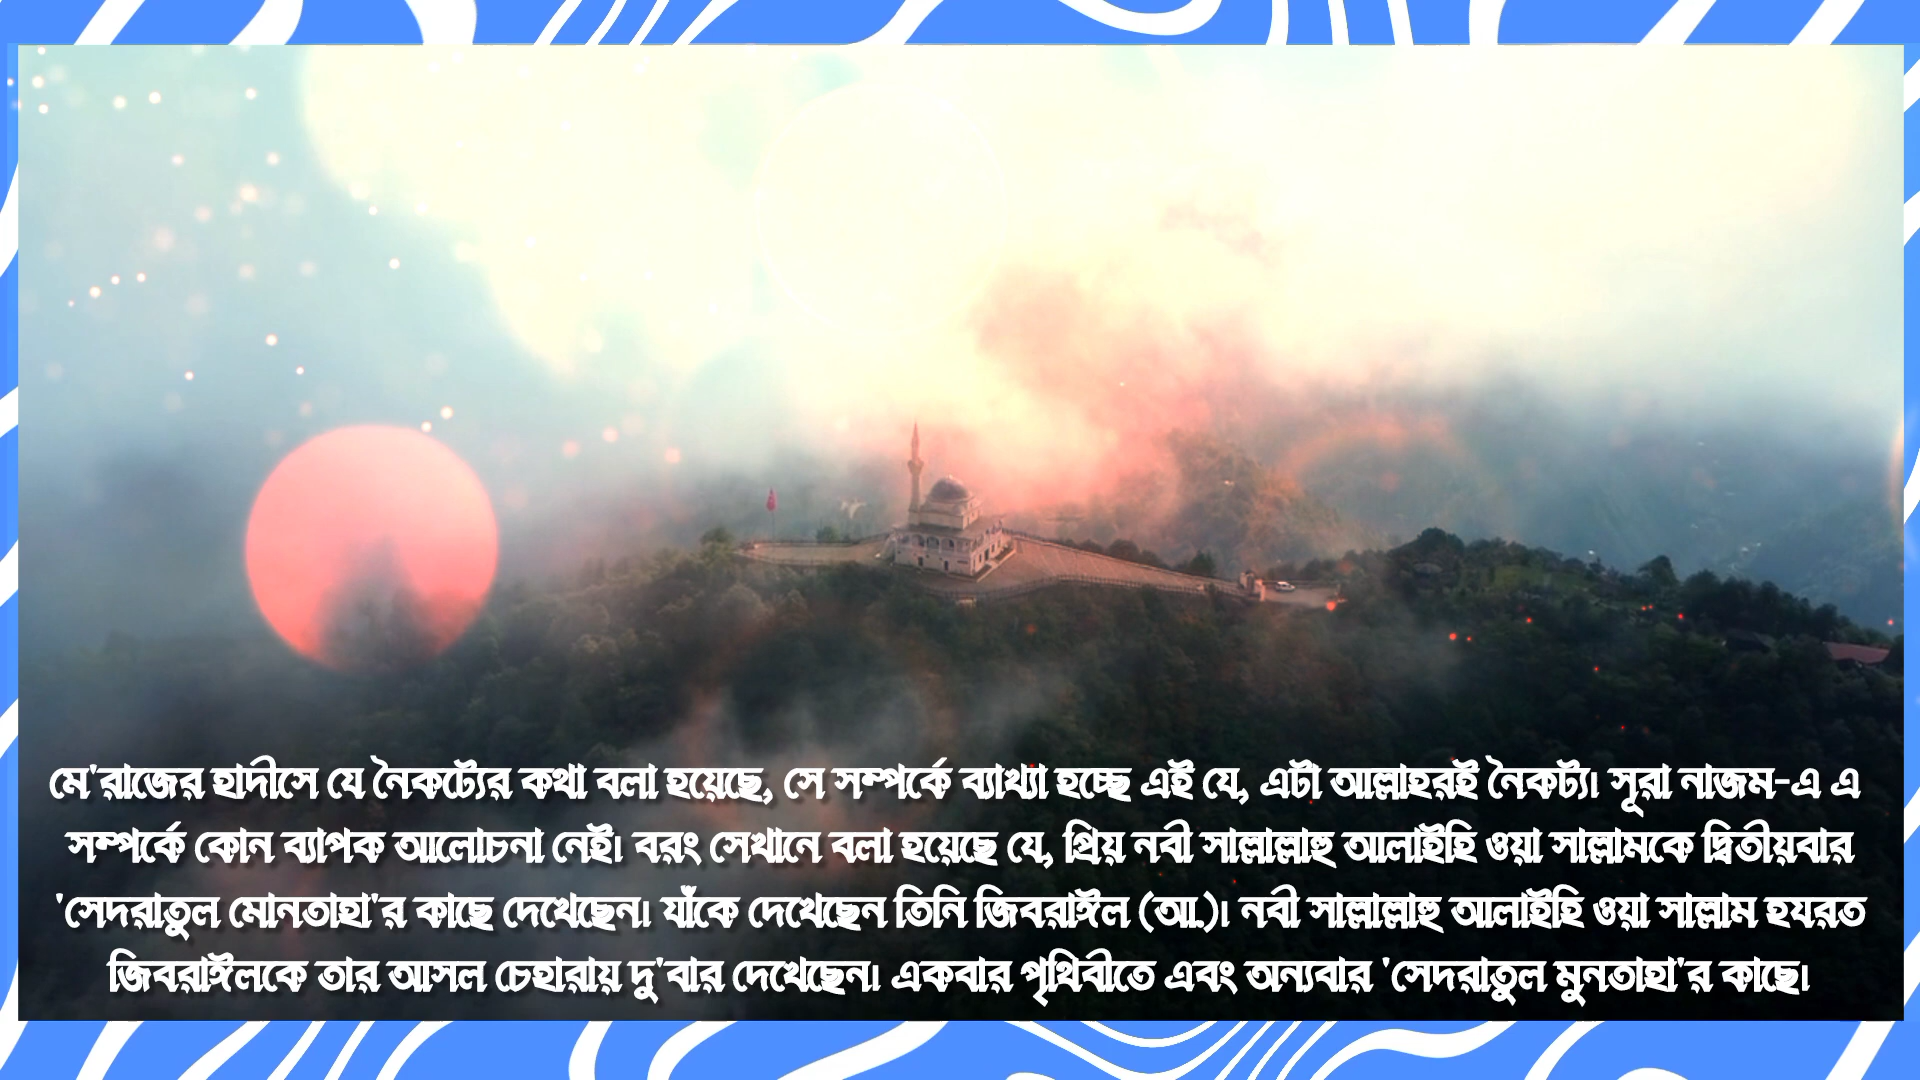 মে'রাজের হাদীসে যে নৈকট্যের কথা বলা হয়েছে, সে সম্পর্কে ব্যাখ্যা হচ্ছে এই যে, এটা আল্লাহরই নৈকট্য। সূরা নাজম-এ এ
সম্পর্কে কোন ব্যাপক আলোচনা নেই। বরং সেখানে বলা হয়েছে যে, প্রিয় নবী সাল্লাল্লাহু আলাইহি ওয়া সাল্লামকে দ্বিতীয়বার
'সেদরাতুল মোনতাহা'র কাছে দেখেছেন। যাঁকে দেখেছেন তিনি জিবরাঈল (আ.)। নবী সাল্লাল্লাহু আলাইহি ওয়া সাল্লাম হযরত
জিবরাঈলকে তার আসল চেহারায় দু'বার দেখেছেন। একবার পৃথিবীতে এবং অন্যবার 'সেদরাতুল মুনতাহা'র কাছে।